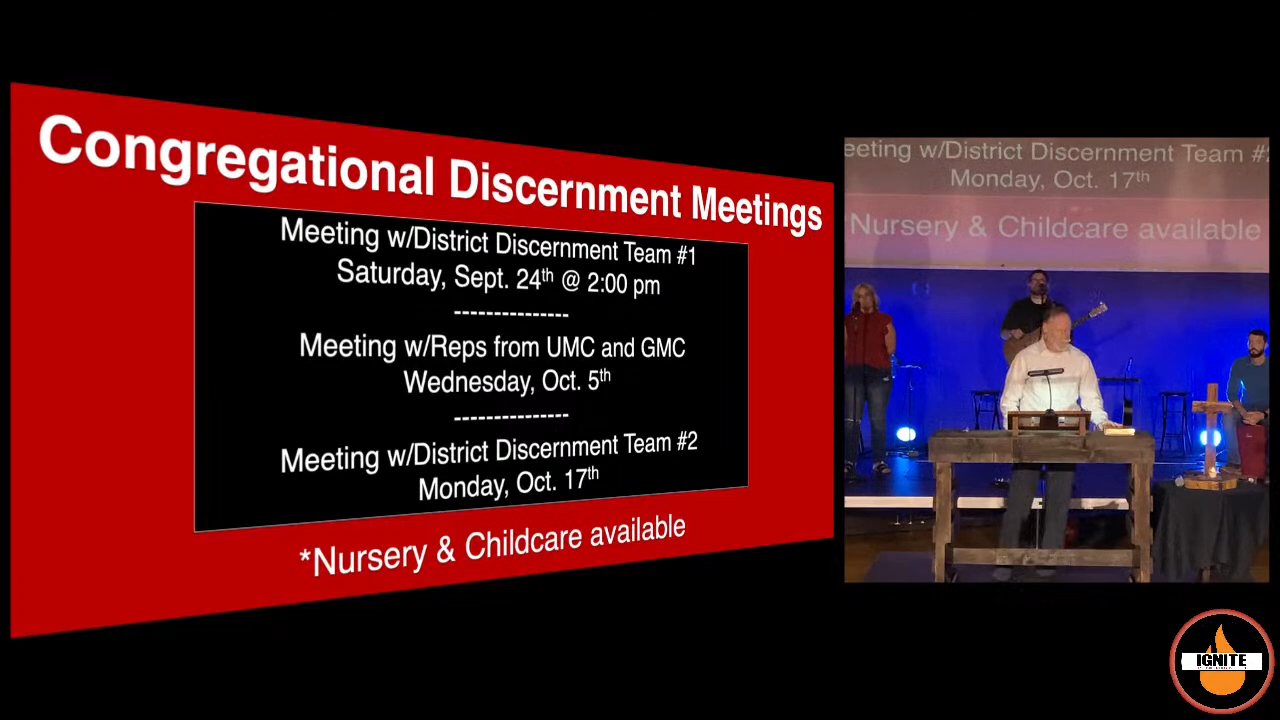 Congregational Discernment Meetings
Meeting w/District Discernment Team #1
Saturday, Sept. 24th @ 2:00 pm
---------------
Meeting w/Reps from UMC and GMC
Wednesday, Oct. 5th
---------------
Meeting w/District Discernment Team #2
Monday, Oct. 17th
*Nursery & Childcare available
eeting w/District Discernment Team #2
Monday, Oct. 17th
*Nursery & Childcare available
IGNITE